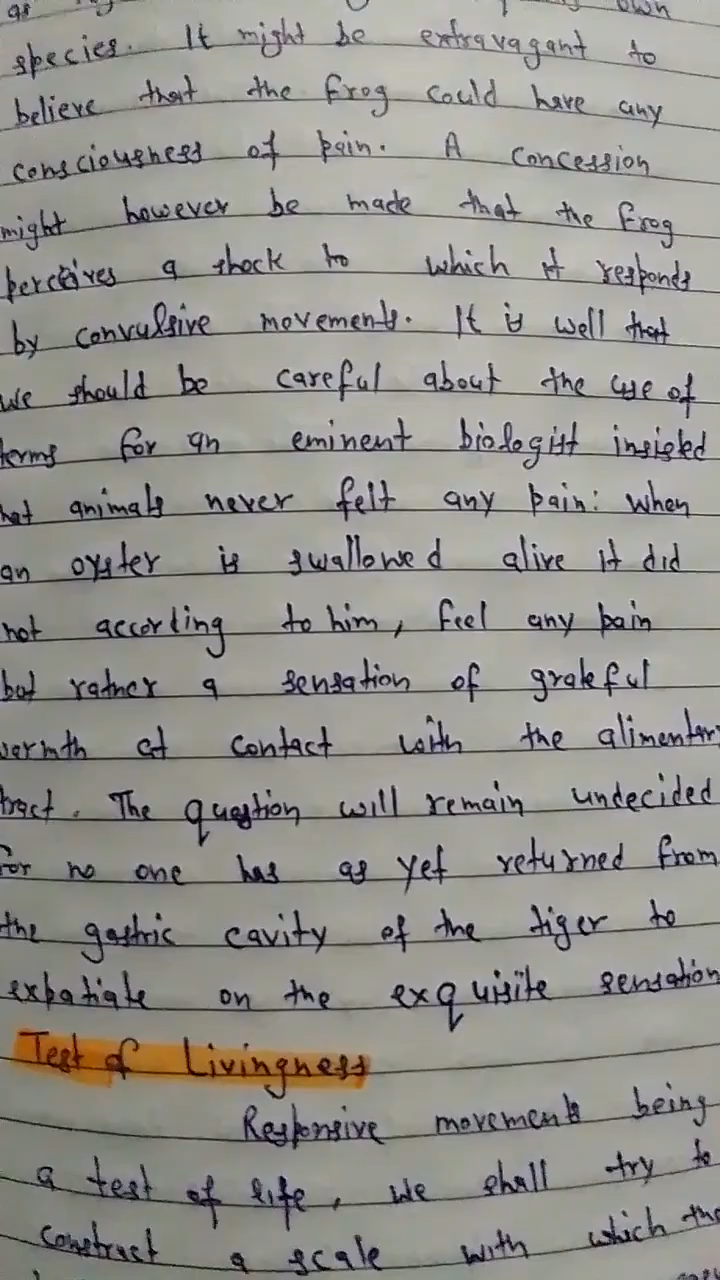 as own
species. It might be extravagant to
believe that the frog could have any
consciousness of pain. A concession
might however be made that the frog
perceives a shock to which it responds
by convulsive movements. It is well that
we should be careful about the use of
terms for an eminent biologist insisted
hat animals never felt any pain: when
an oyster is swallowed alive it did
not according to him, feel any pain
but rather a sensation of grateful
warmth at contact with the alimentary
tract. The question will remain undecided
for no one has as yet returned from
the gastric cavity of the tiger to
expatiate on the exquisite sensation
Test of Livingness
Responsive movements being
a test of life, we shall try to
construct a scale with which the